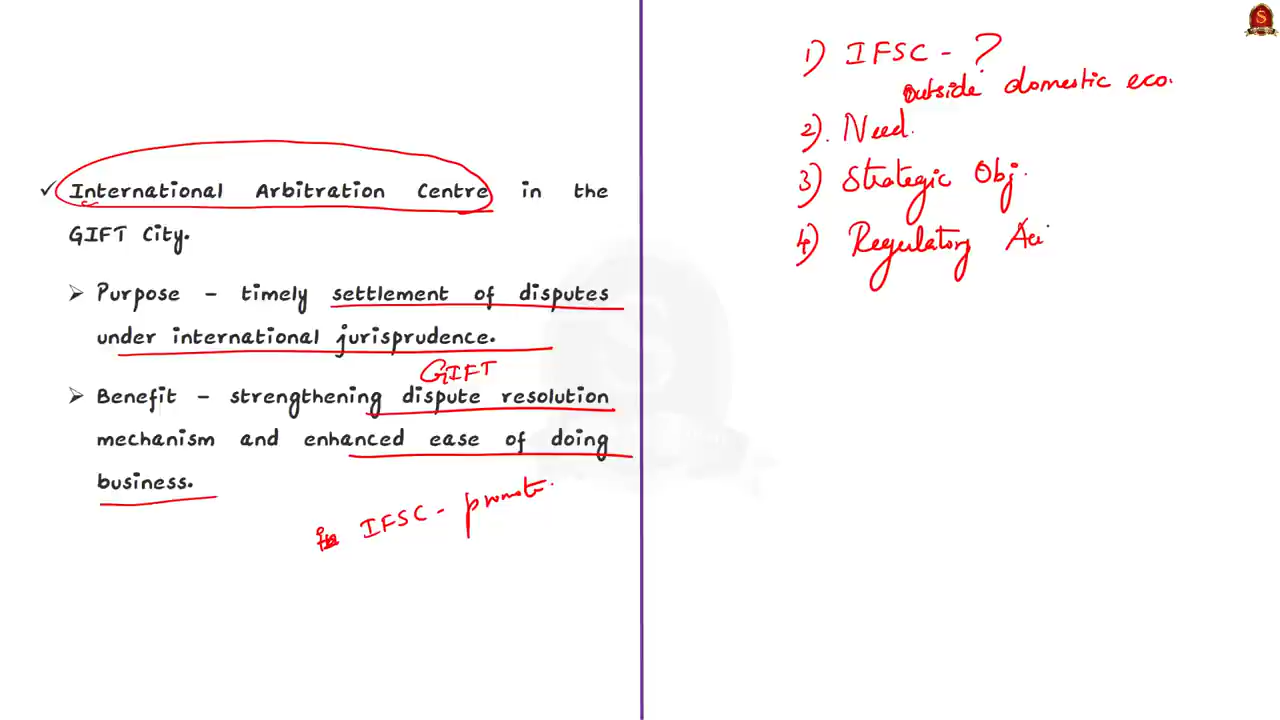 ✓ International Arbitration Centre in the
GIFT City.
➢ Purpose – timely settlement of disputes
under international jurisprudence.
GIFT
➢ Benefit – strengthening dispute resolution
mechanism and enhanced ease of doing
business.
IFSC - promote.
1) IFSC - ?
outside domestic eco.
2). Need.
3) Strategic Obj.
4) Regulatory